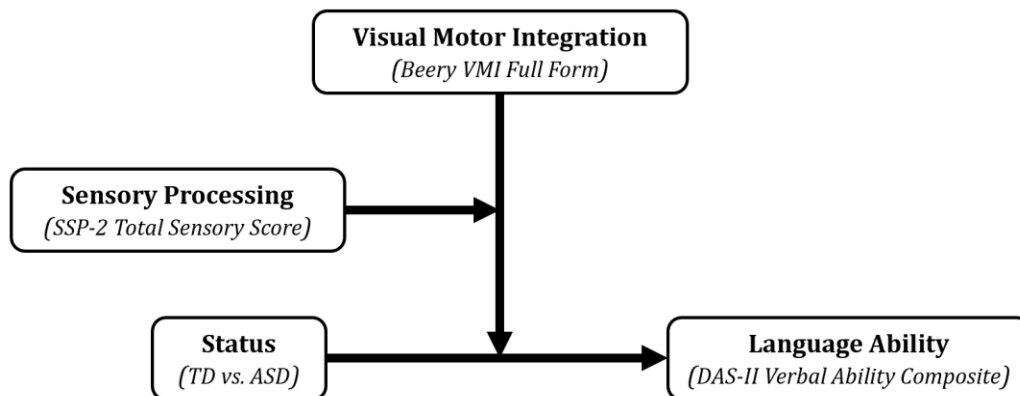 Visual Motor Integration
(Beery VMI Full Form)
Sensory Processing
(SSP-2 Total Sensory Score)
Status
(TD vs. ASD)
Language Ability
(DAS-II Verbal Ability Composite)